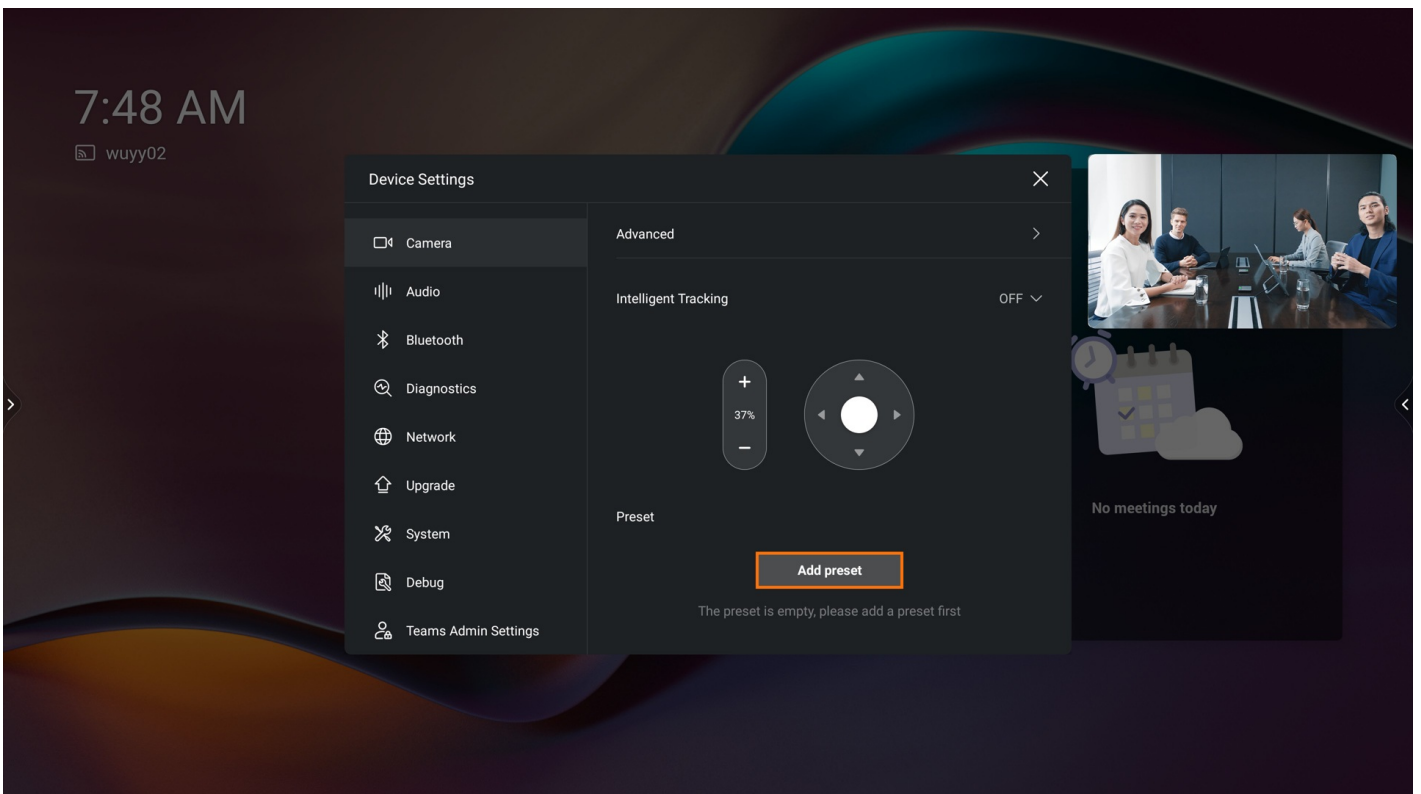 7:48 AM
wuyy02
Device Settings
Camera
Audio
Bluetooth
Diagnostics
Network
Upgrade
System
Debug
Teams Admin Settings
Advanced
Intelligent Tracking OFF
+
37%
−
Preset
Add preset
The preset is empty, please add a preset first
No meetings today